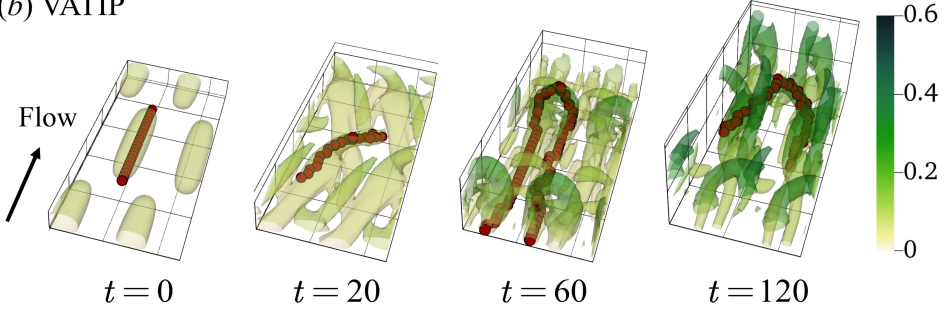 (b) VATIP
Flow
0.6
0.4
0.2
0
t = 0
t = 20
t = 60
t = 120